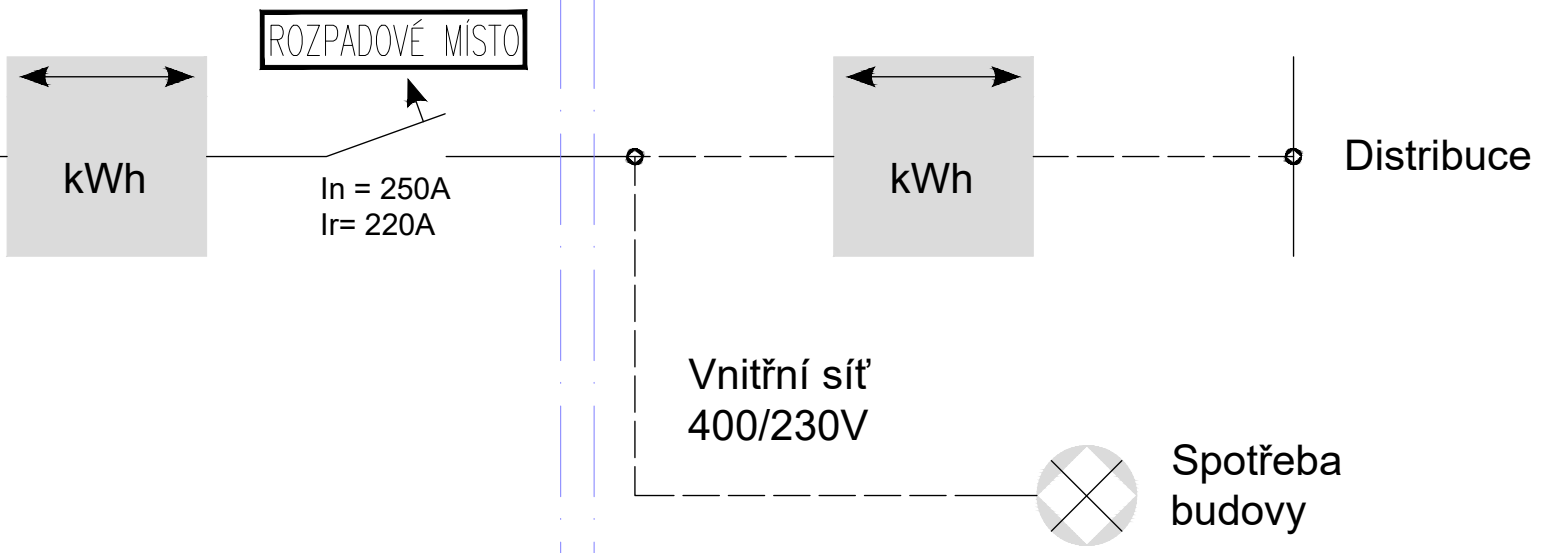 ROZPADOVÉ MÍSTO
kWh
In = 250A
Ir= 220A
kWh
Distribuce
Vnitřní síť
400/230V
Spotřeba
budovy